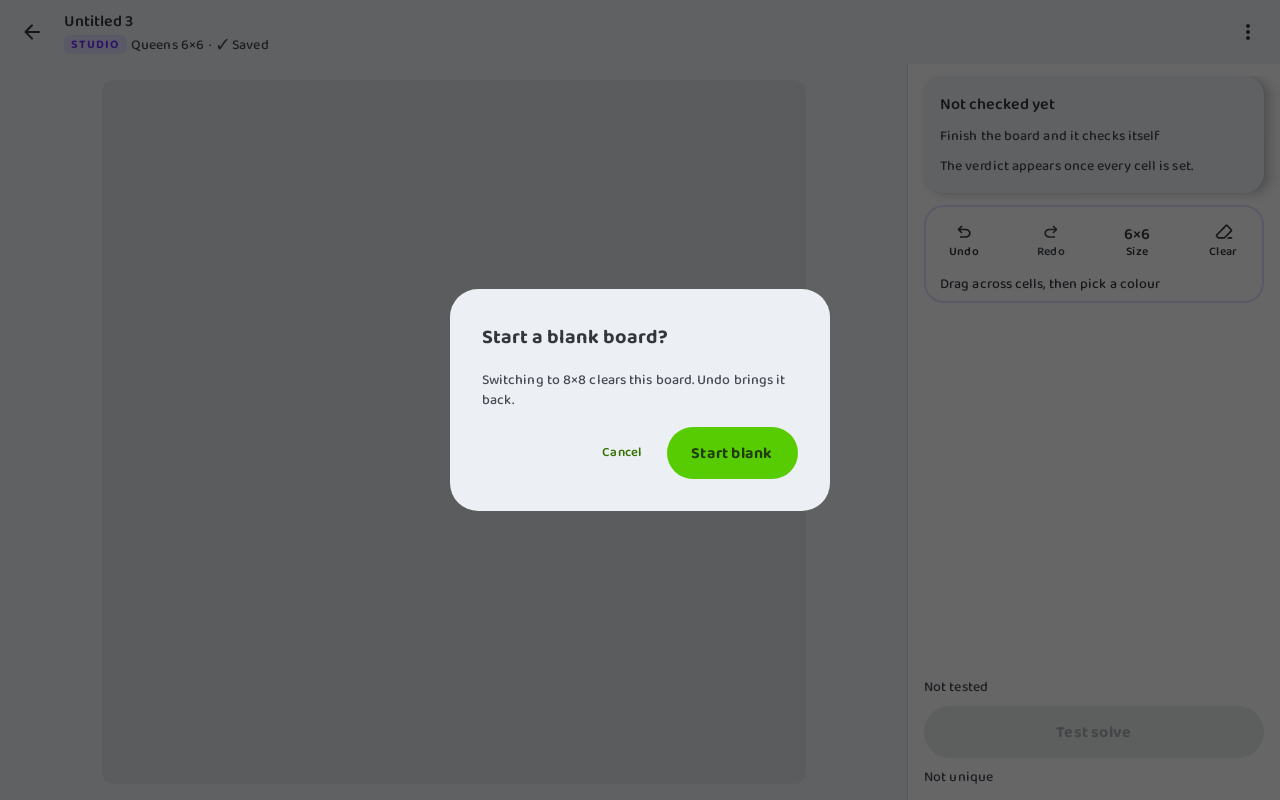 Untitled 3
STUDIO Queens 6×6 · ✓ Saved
Not checked yet
Finish the board and it checks itself
The verdict appears once every cell is set.
Undo
Redo
6×6
Size
Clear
Drag across cells, then pick a colour
Start a blank board?
Switching to 8×8 clears this board. Undo brings it
back.
Cancel
Start blank
Not tested
Test solve
Not unique